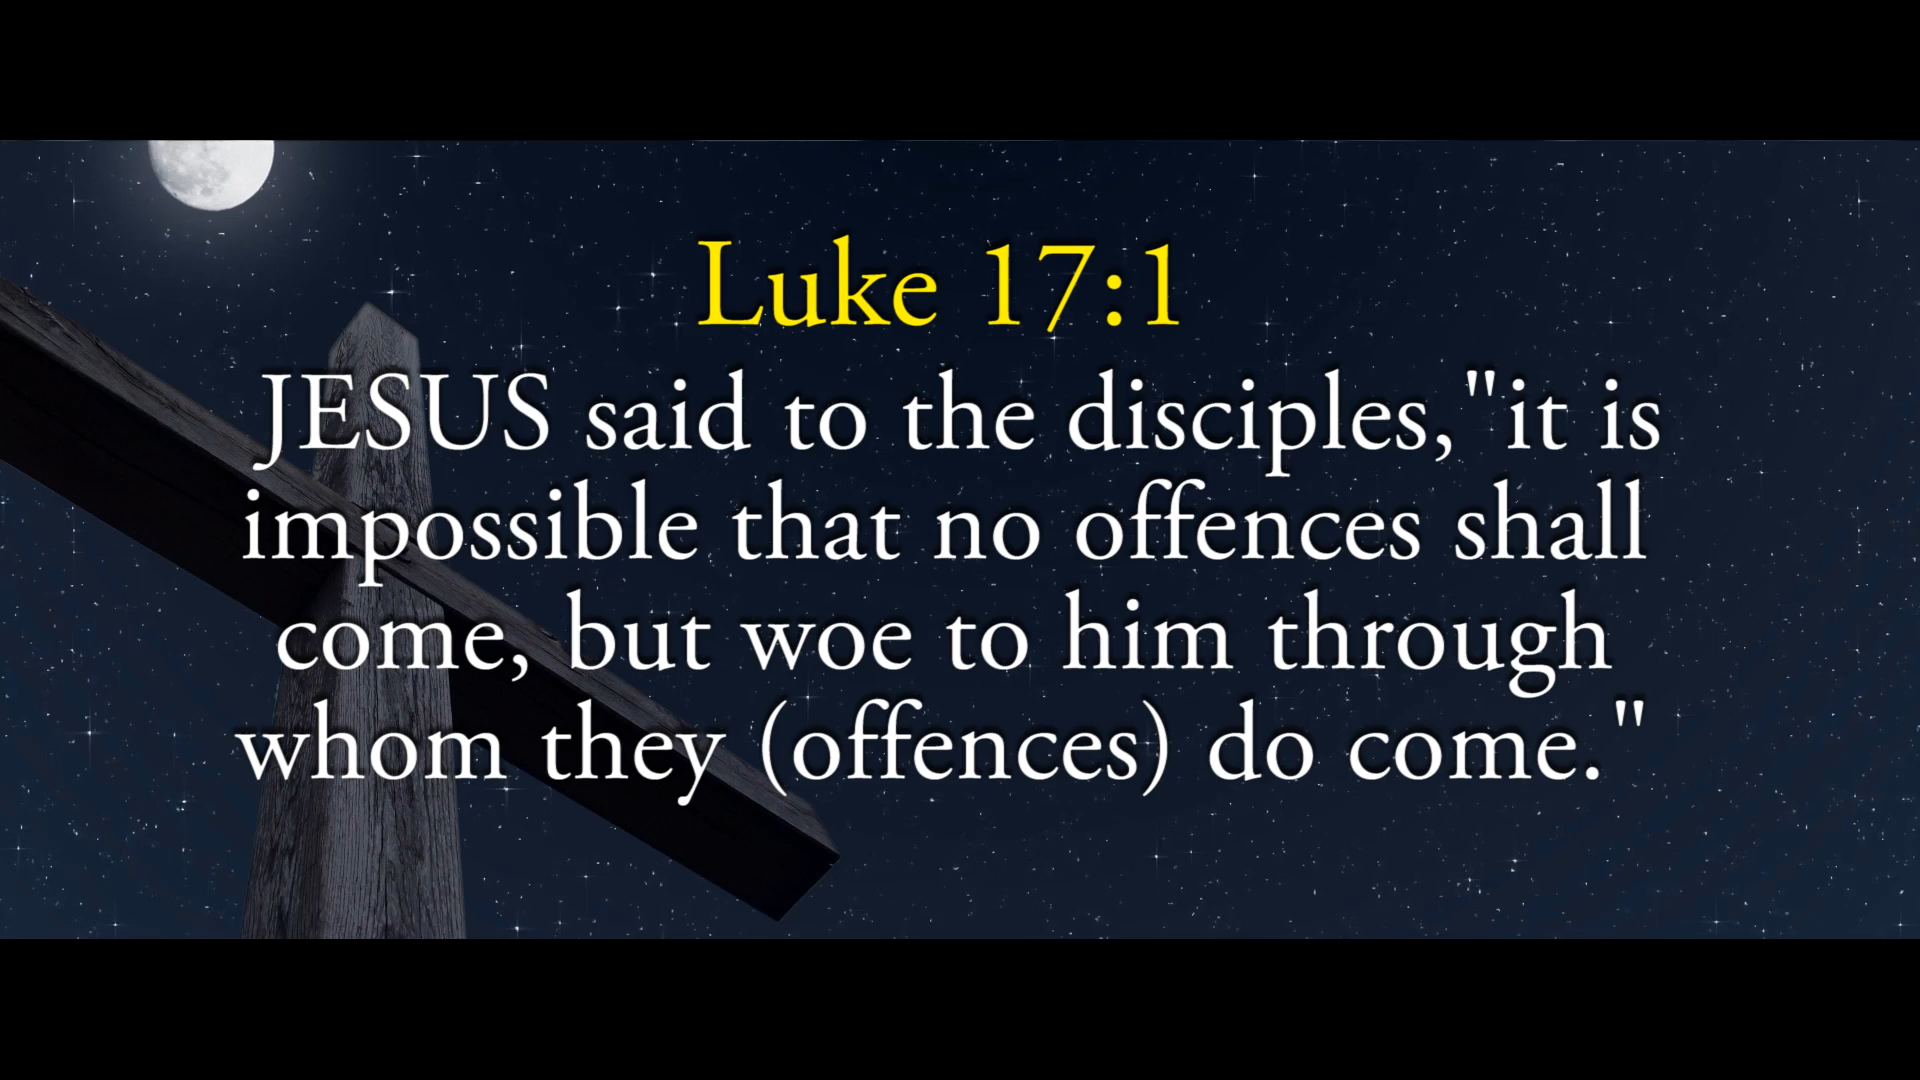 Luke 17:1
JESUS said to the disciples,"it is
impossible that no offences shall
come, but woe to him through
whom they (offences) do come."